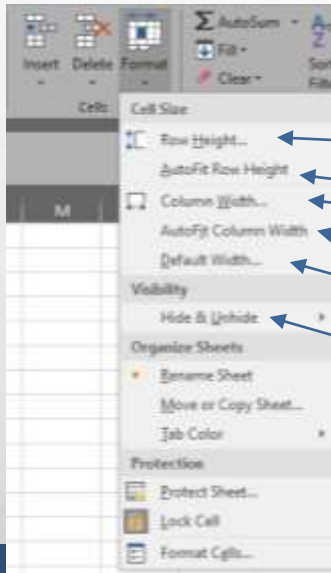 Insert Delete Format
AutoSum
Fill
Clear
Cells
Cell Size
Row Height...
AutoFit Row Height
Column Width...
AutoFit Column Width
Default Width...
M
Visibility
Hide & Unhide
Organize Sheets
Rename Sheet
Move or Copy Sheet...
Tab Color
Protection
Protect Sheet...
Lock Cell
Format Cells...